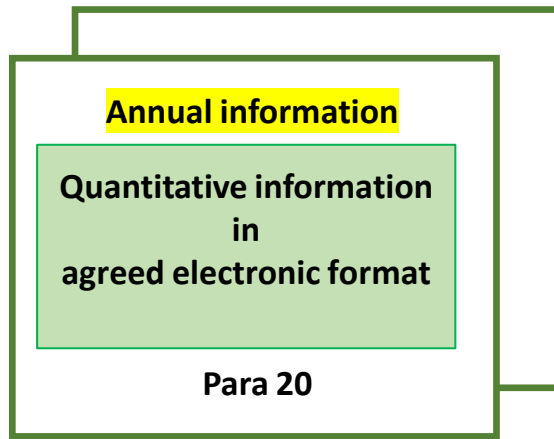 Annual information
Quantitative information
in
agreed electronic format
Para 20